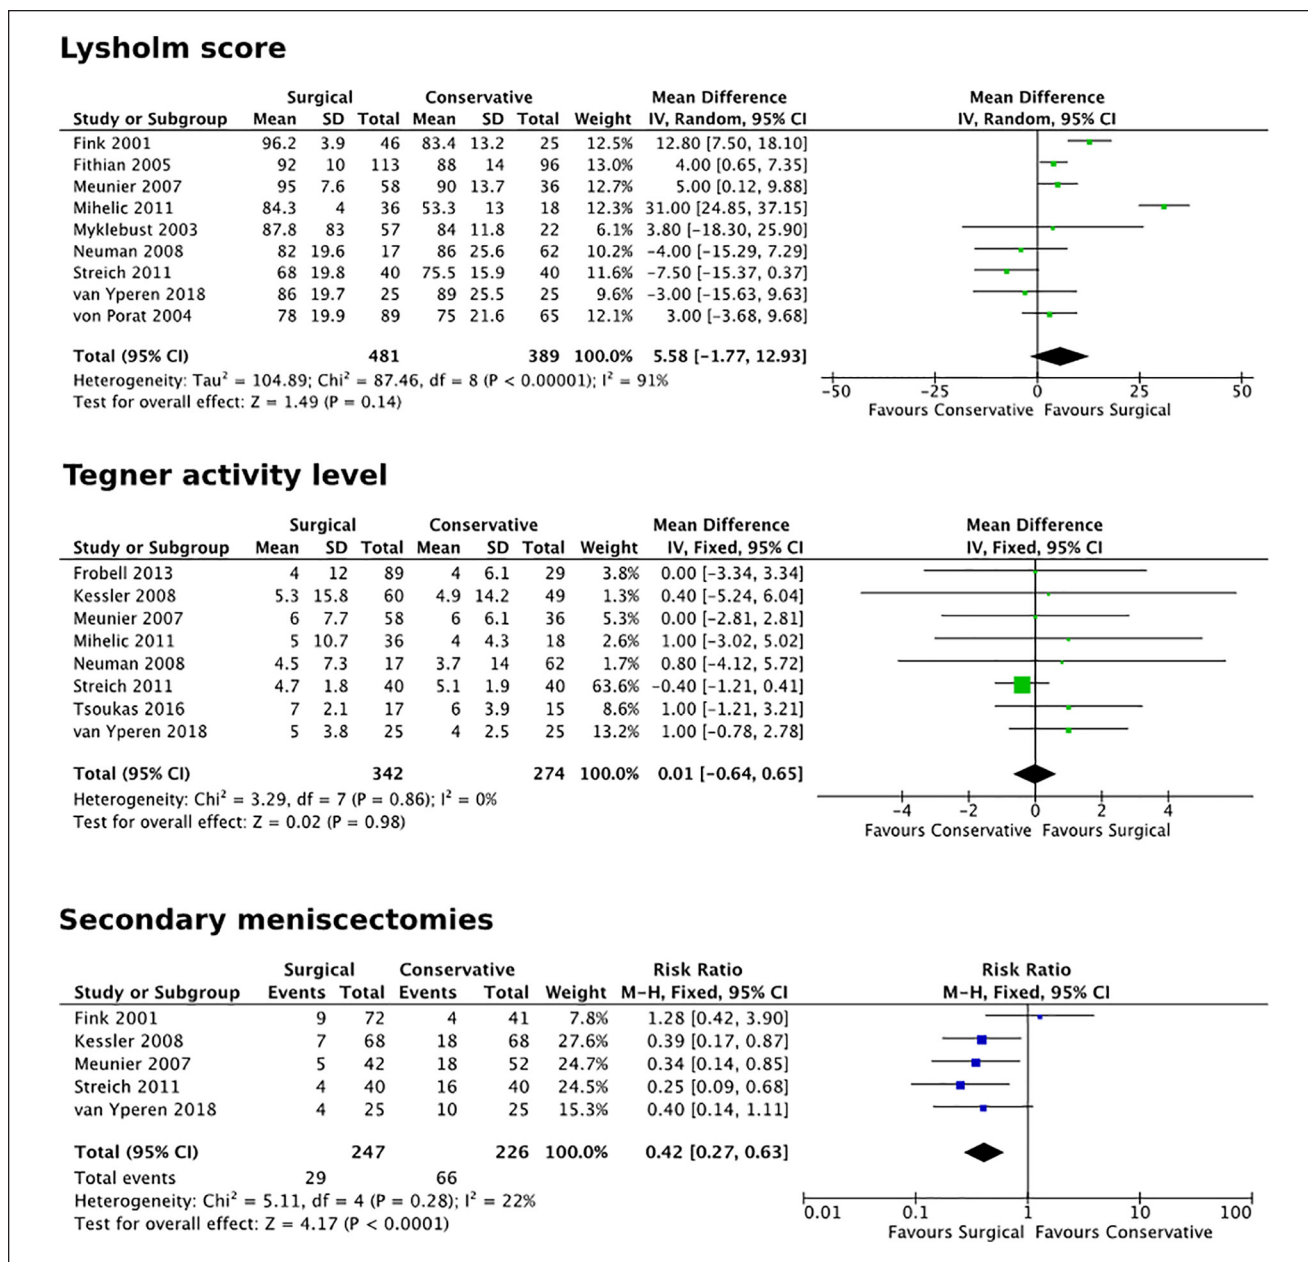 Lysholm score
Surgical Conservative Mean Difference Mean Difference
Study or Subgroup Mean SD Total Mean SD Total Weight IV, Random, 95% CI IV, Random, 95% CI
Fink 2001 96.2 3.9 46 83.4 13.2 25 12.5% 12.80 [7.50, 18.10]
Fithian 2005 92 10 113 88 14 96 13.0% 4.00 [0.65, 7.35]
Meunier 2007 95 7.6 58 90 13.7 36 12.7% 5.00 [0.12, 9.88]
Mihelic 2011 84.3 4 36 53.3 13 18 12.3% 31.00 [24.85, 37.15]
Myklebust 2003 87.8 83 57 84 11.8 22 6.1% 3.80 [−18.30, 25.90]
Neuman 2008 82 19.6 17 86 25.6 62 10.2% −4.00 [−15.29, 7.29]
Streich 2011 68 19.8 40 75.5 15.9 40 11.6% −7.50 [−15.37, 0.37]
van Yperen 2018 86 19.7 25 89 25.5 25 9.6% −3.00 [−15.63, 9.63]
von Porat 2004 78 19.9 89 75 21.6 65 12.1% 3.00 [−3.68, 9.68]
Total (95% CI) 481 389 100.0% 5.58 [−1.77, 12.93]
Heterogeneity: Tau² = 104.89; Chi² = 87.46, df = 8 (P < 0.00001); I² = 91%
Test for overall effect: Z = 1.49 (P = 0.14)
−50 −25 0 25 50
Favours Conservative Favours Surgical
Tegner activity level
Surgical Conservative Mean Difference Mean Difference
Study or Subgroup Mean SD Total Mean SD Total Weight IV, Fixed, 95% CI IV, Fixed, 95% CI
Frobell 2013 4 12 89 4 6.1 29 3.8% 0.00 [−3.34, 3.34]
Kessler 2008 5.3 15.8 60 4.9 14.2 49 1.3% 0.40 [−5.24, 6.04]
Meunier 2007 6 7.7 58 6 6.1 36 5.3% 0.00 [−2.81, 2.81]
Mihelic 2011 5 10.7 36 4 4.3 18 2.6% 1.00 [−3.02, 5.02]
Neuman 2008 4.5 7.3 17 3.7 14 62 1.7% 0.80 [−4.12, 5.72]
Streich 2011 4.7 1.8 40 5.1 1.9 40 63.6% −0.40 [−1.21, 0.41]
Tsoukas 2016 7 2.1 17 6 3.9 15 8.6% 1.00 [−1.21, 3.21]
van Yperen 2018 5 3.8 25 4 2.5 25 13.2% 1.00 [−0.78, 2.78]
Total (95% CI) 342 274 100.0% 0.01 [−0.64, 0.65]
Heterogeneity: Chi² = 3.29, df = 7 (P = 0.86); I² = 0%
Test for overall effect: Z = 0.02 (P = 0.98)
−4 −2 0 2 4
Favours Conservative Favours Surgical
Secondary meniscectomies
Surgical Conservative Risk Ratio Risk Ratio
Study or Subgroup Events Total Events Total Weight M−H, Fixed, 95% CI M−H, Fixed, 95% CI
Fink 2001 9 72 4 41 7.8% 1.28 [0.42, 3.90]
Kessler 2008 7 68 18 68 27.6% 0.39 [0.17, 0.87]
Meunier 2007 5 42 18 52 24.7% 0.34 [0.14, 0.85]
Streich 2011 4 40 16 40 24.5% 0.25 [0.09, 0.68]
van Yperen 2018 4 25 10 25 15.3% 0.40 [0.14, 1.11]
Total (95% CI) 247 226 100.0% 0.42 [0.27, 0.63]
Total events 29 66
Heterogeneity: Chi² = 5.11, df = 4 (P = 0.28); I² = 22%
Test for overall effect: Z = 4.17 (P < 0.0001)
0.01 0.1 1 10 100
Favours Surgical Favours Conservative